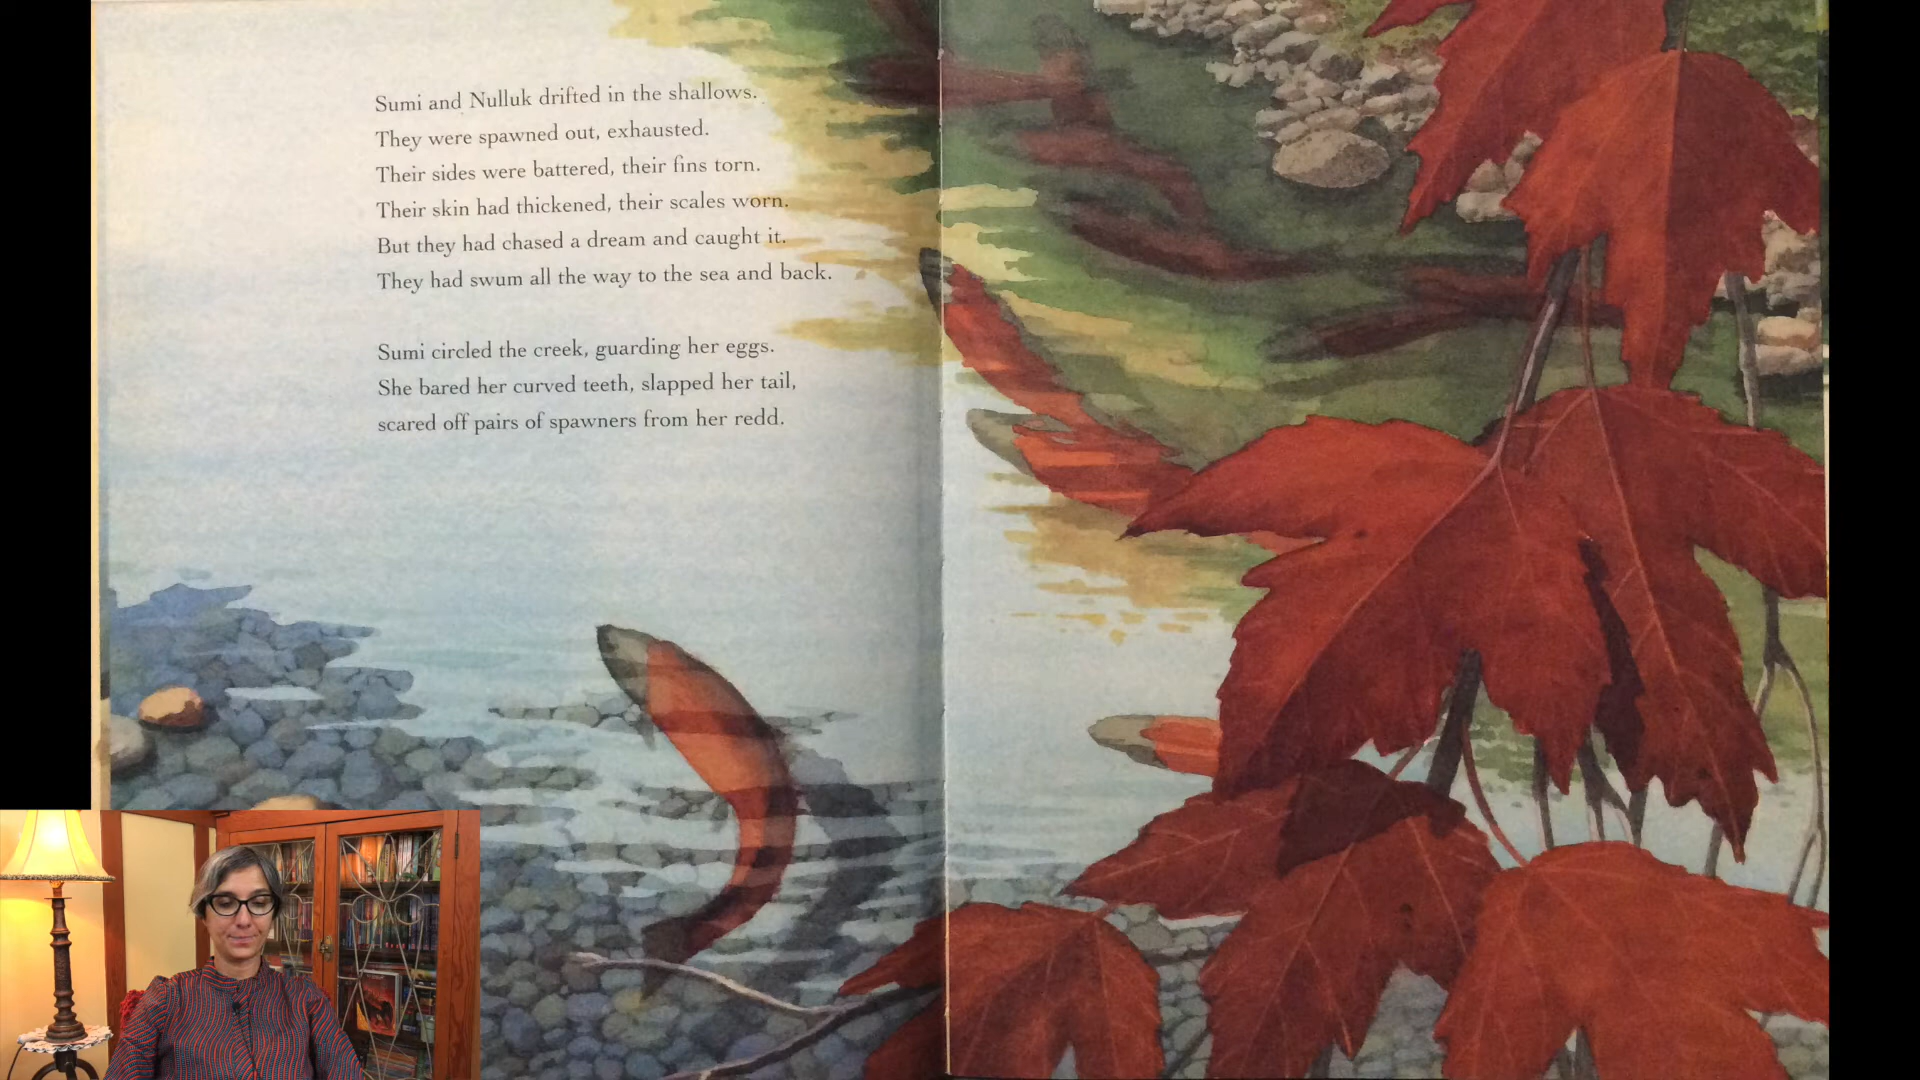 Sumi and Nulluk drifted in the shallows.
They were spawned out, exhausted.
Their sides were battered, their fins torn.
Their skin had thickened, their scales worn.
But they had chased a dream and caught it.
They had swum all the way to the sea and back.
Sumi circled the creek, guarding her eggs.
She bared her curved teeth, slapped her tail,
scared off pairs of spawners from her redd.